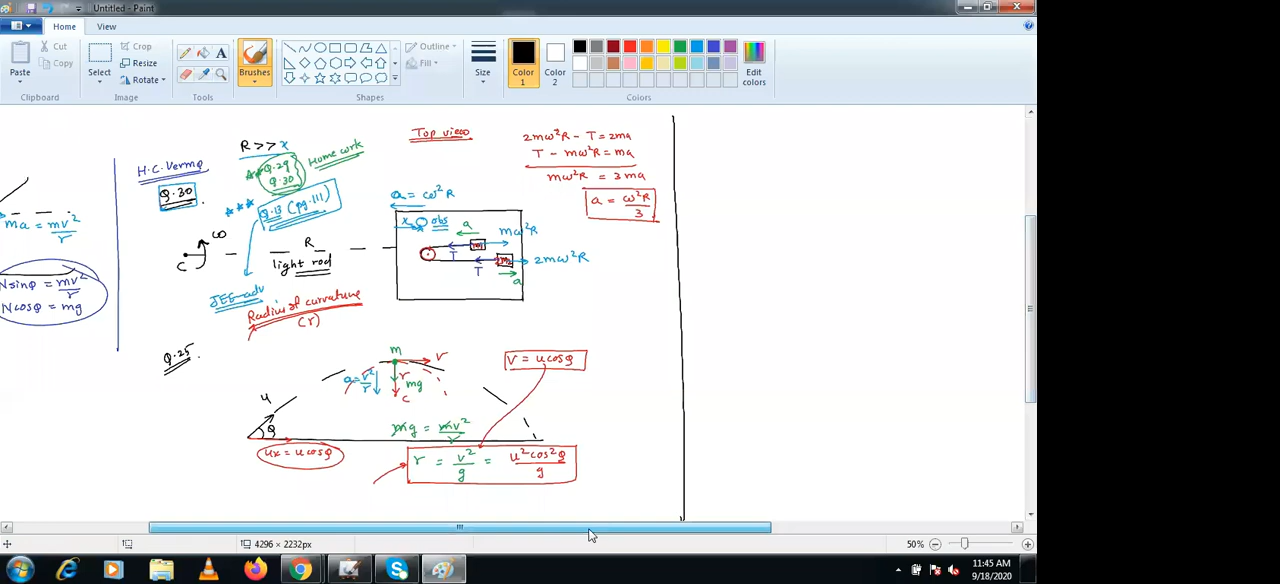 Untitled - Paint
Home View
Paste
Cut
Copy
Clipboard
Select
Crop
Resize
Rotate
Image
Tools
Brushes
Shapes
Outline
Fill
Size
Color 1
Color 2
Edit colors
Colors
ma = mv²/r
N sinθ = mv²/r
N cosθ = mg
H.C. Verma
Q.30.
R >> x
Q.29
Q.30
Home work
Q.13 (pg.111)
ω
C
R
light rod
JEE-adv
Radius of curvature
(r)
Top view
a = ω²R
x obs
a
m
mω²R
T
2m
2mω²R
T
a
2mω²R - T = 2ma
T - mω²R = ma
mω²R = 3ma
a = ω²R/3
Q.25.
m
v
a = v²/r
r
mg
c
v = u cosθ
u
θ
ux = u cosθ
mg = mv²/r
r = v²/g = u²cos²θ/g
4296 × 2232px
50%
11:45 AM
9/18/2020